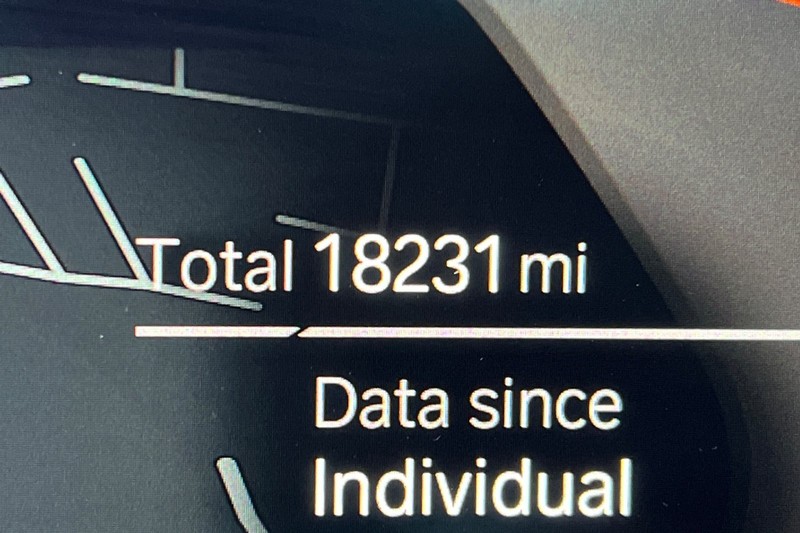 Total 18231 mi
Data since
Individual